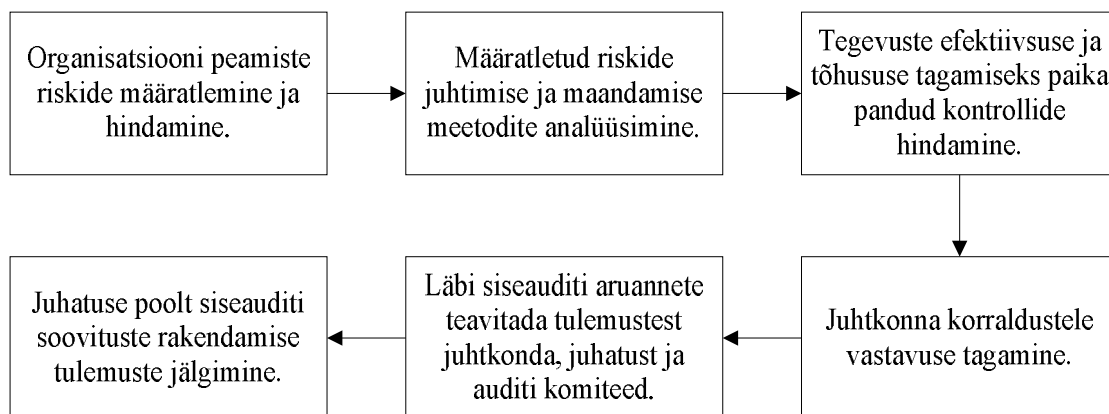 Organisatsiooni peamiste
riskide määratlemine ja
hindamine.
Määratletud riskide
juhtimise ja maandamise
meetodite analüüsimine.
Tegevuste efektiivsuse ja
tõhususe tagamiseks paika
pandud kontrollide
hindamine.
Juhtkonna korraldustele
vastavuse tagamine.
Läbi siseauditi aruannete
teavitada tulemustest
juhtkonda, juhatust ja
auditi komiteed.
Juhatuse poolt siseauditi
soovituste rakendamise
tulemuste jälgimine.